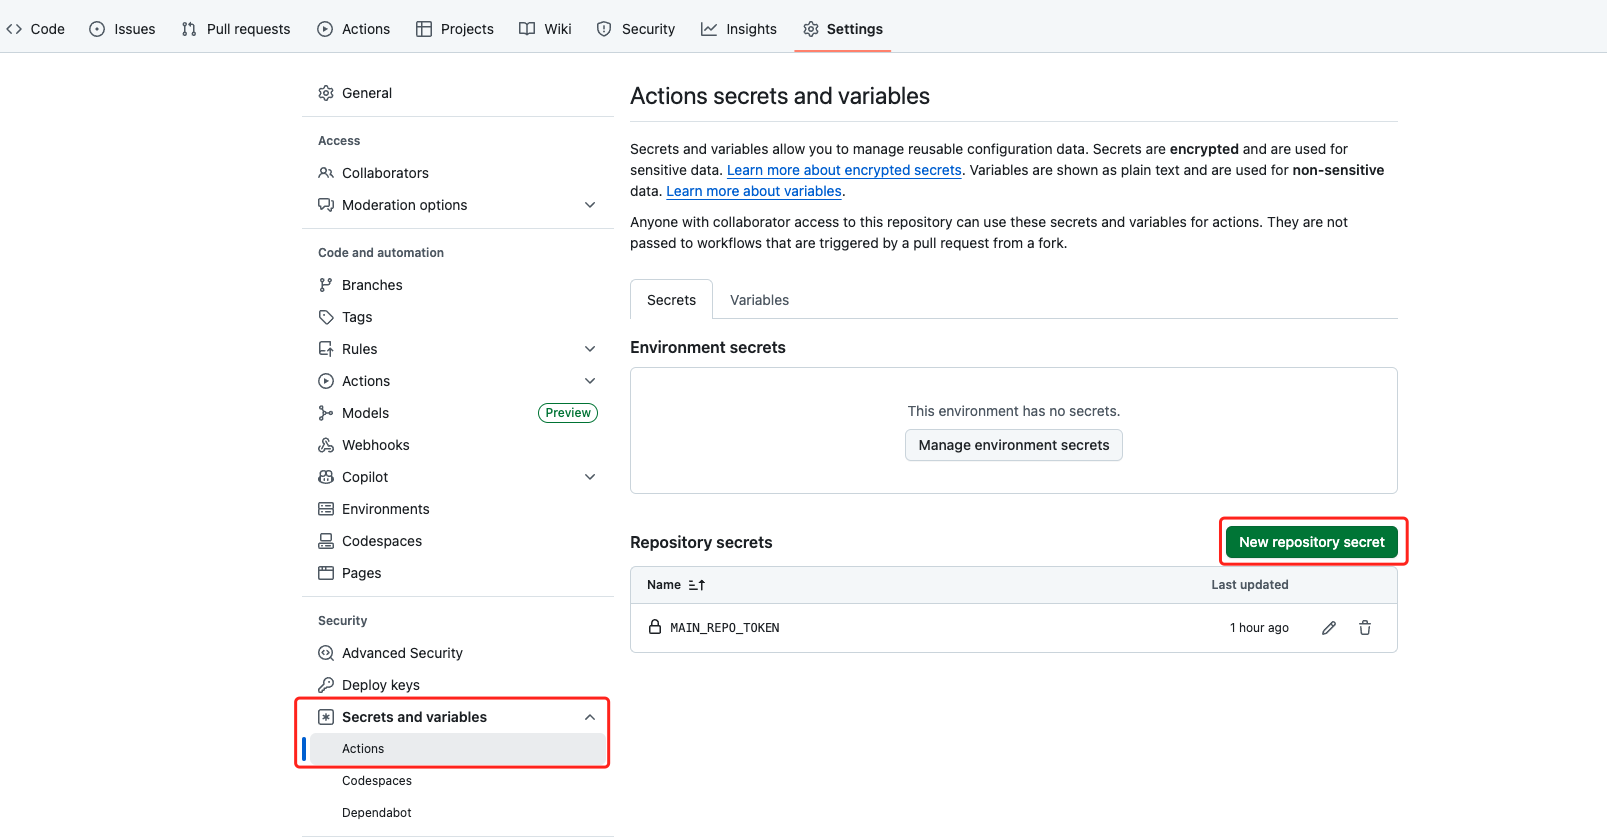 Code Issues Pull requests Actions Projects Wiki Security Insights Settings
General
Access
Collaborators
Moderation options
Code and automation
Branches
Tags
Rules
Actions
Models Preview
Webhooks
Copilot
Environments
Codespaces
Pages
Security
Advanced Security
Deploy keys
Secrets and variables
Actions
Codespaces
Dependabot
Actions secrets and variables
Secrets and variables allow you to manage reusable configuration data. Secrets are encrypted and are used for
sensitive data. Learn more about encrypted secrets. Variables are shown as plain text and are used for non-sensitive
data. Learn more about variables.
Anyone with collaborator access to this repository can use these secrets and variables for actions. They are not
passed to workflows that are triggered by a pull request from a fork.
Secrets Variables
Environment secrets
This environment has no secrets.
Manage environment secrets
Repository secrets New repository secret
Name Last updated
MAIN_REPO_TOKEN 1 hour ago